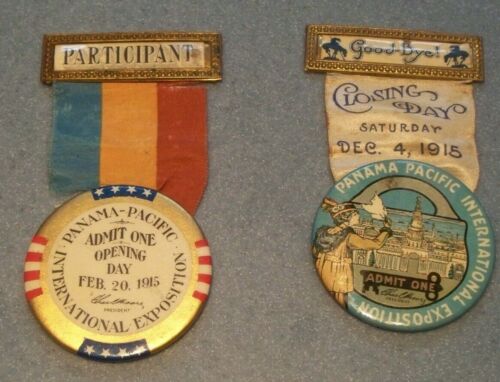 PARTICIPANT
PANAMA-PACIFIC
INTERNATIONAL EXPOSITION
ADMIT ONE
OPENING
DAY
FEB. 20, 1915
PRESIDENT
Good-Bye!
CLOSING
DAY
SATURDAY
DEC. 4, 1915
PANAMA PACIFIC INTERNATIONAL EXPOSITION
ADMIT ONE
PRESIDENT